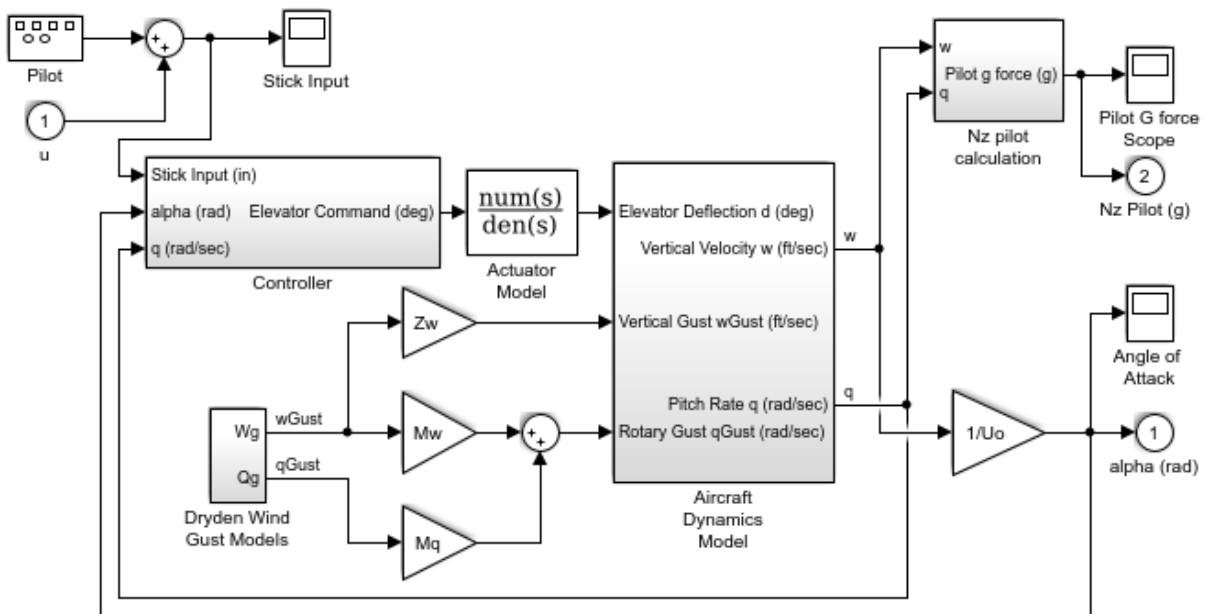 Pilot
+
+
Stick Input
1
u
w
Pilot g force (g)
q
Nz pilot
calculation
Pilot G force
Scope
2
Nz Pilot (g)
Stick Input (in)
alpha (rad)
Elevator Command (deg)
q (rad/sec)
Controller
num(s)
den(s)
Actuator
Model
Elevator Deflection d (deg)
Vertical Velocity w (ft/sec)
Vertical Gust wGust (ft/sec)
Pitch Rate q (rad/sec)
Rotary Gust qGust (rad/sec)
Aircraft
Dynamics
Model
w
q
Zw
Mw
Mq
+
+
Wg
Qg
wGust
qGust
Dryden Wind
Gust Models
1/Uo
Angle of
Attack
1
alpha (rad)